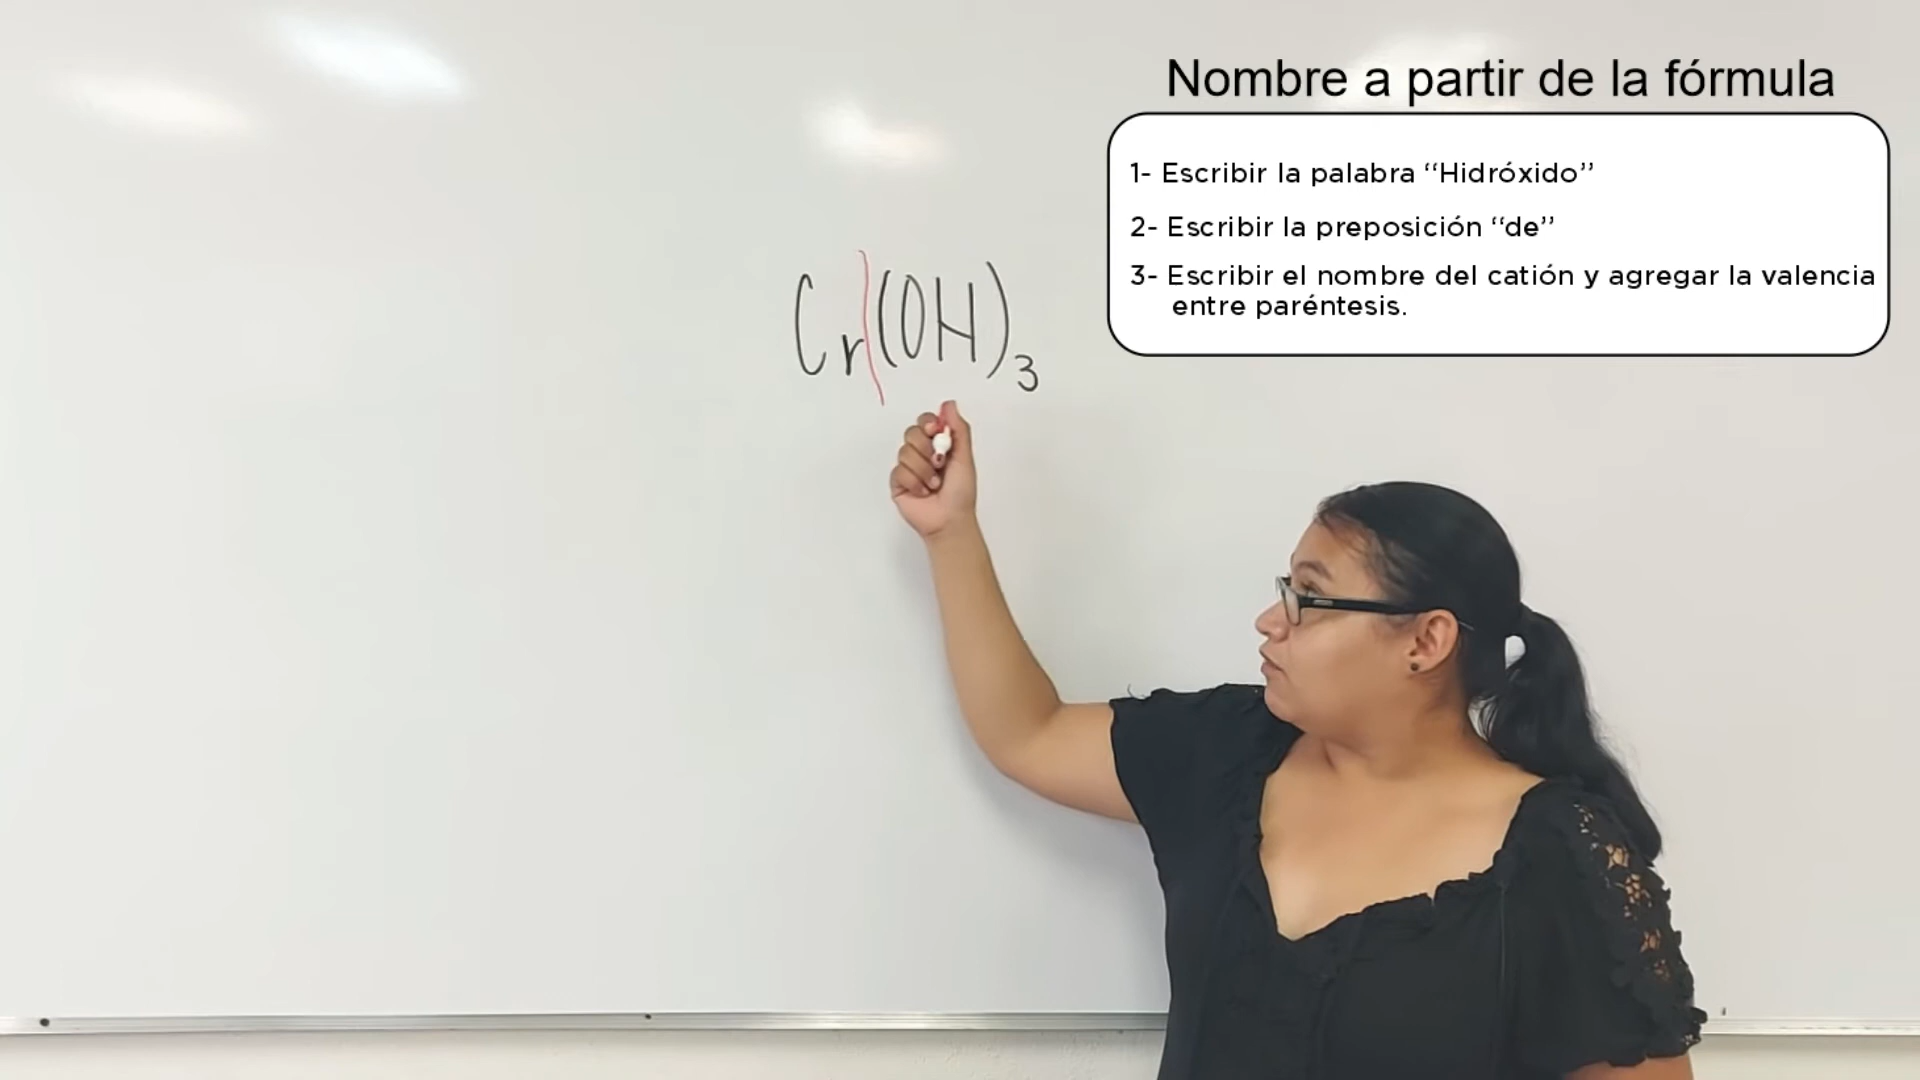 Nombre a partir de la fórmula
1- Escribir la palabra “Hidróxido”
2- Escribir la preposición “de”
3- Escribir el nombre del catión y agregar la valencia
entre paréntesis.
Cr(OH)₃